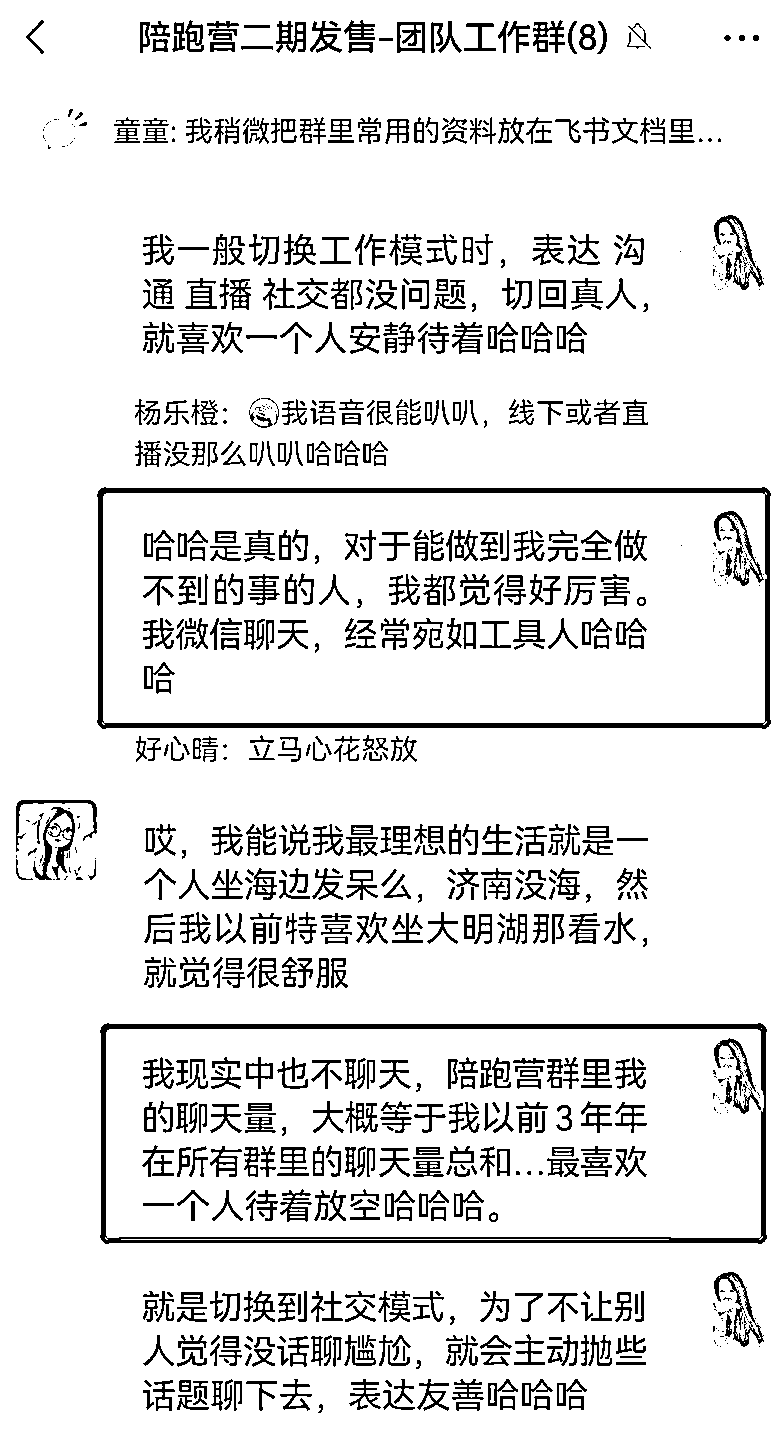 陪跑营二期发售-团队工作群(8)
童童: 我稍微把群里常用的资料放在飞书文档里...
我一般切换工作模式时，表达 沟
通 直播 社交都没问题，切回真人，
就喜欢一个人安静待着哈哈哈
杨乐橙：我语音很能叭叭，线下或者直
播没那么叭叭哈哈哈
哈哈是真的，对于能做到我完全做
不到的事的人，我都觉得好厉害。
我微信聊天，经常宛如工具人哈哈
哈
好心晴：立马心花怒放
哎，我能说我最理想的生活就是一
个人坐海边发呆么，济南没海，然
后我以前特喜欢坐大明湖那看水，
就觉得很舒服
我现实中也不聊天，陪跑营群里我
的聊天量，大概等于我以前3年年
在所有群里的聊天量总和...最喜欢
一个人待着放空哈哈哈。
就是切换到社交模式，为了不让别
人觉得没话聊尴尬，就会主动抛些
话题聊下去，表达友善哈哈哈